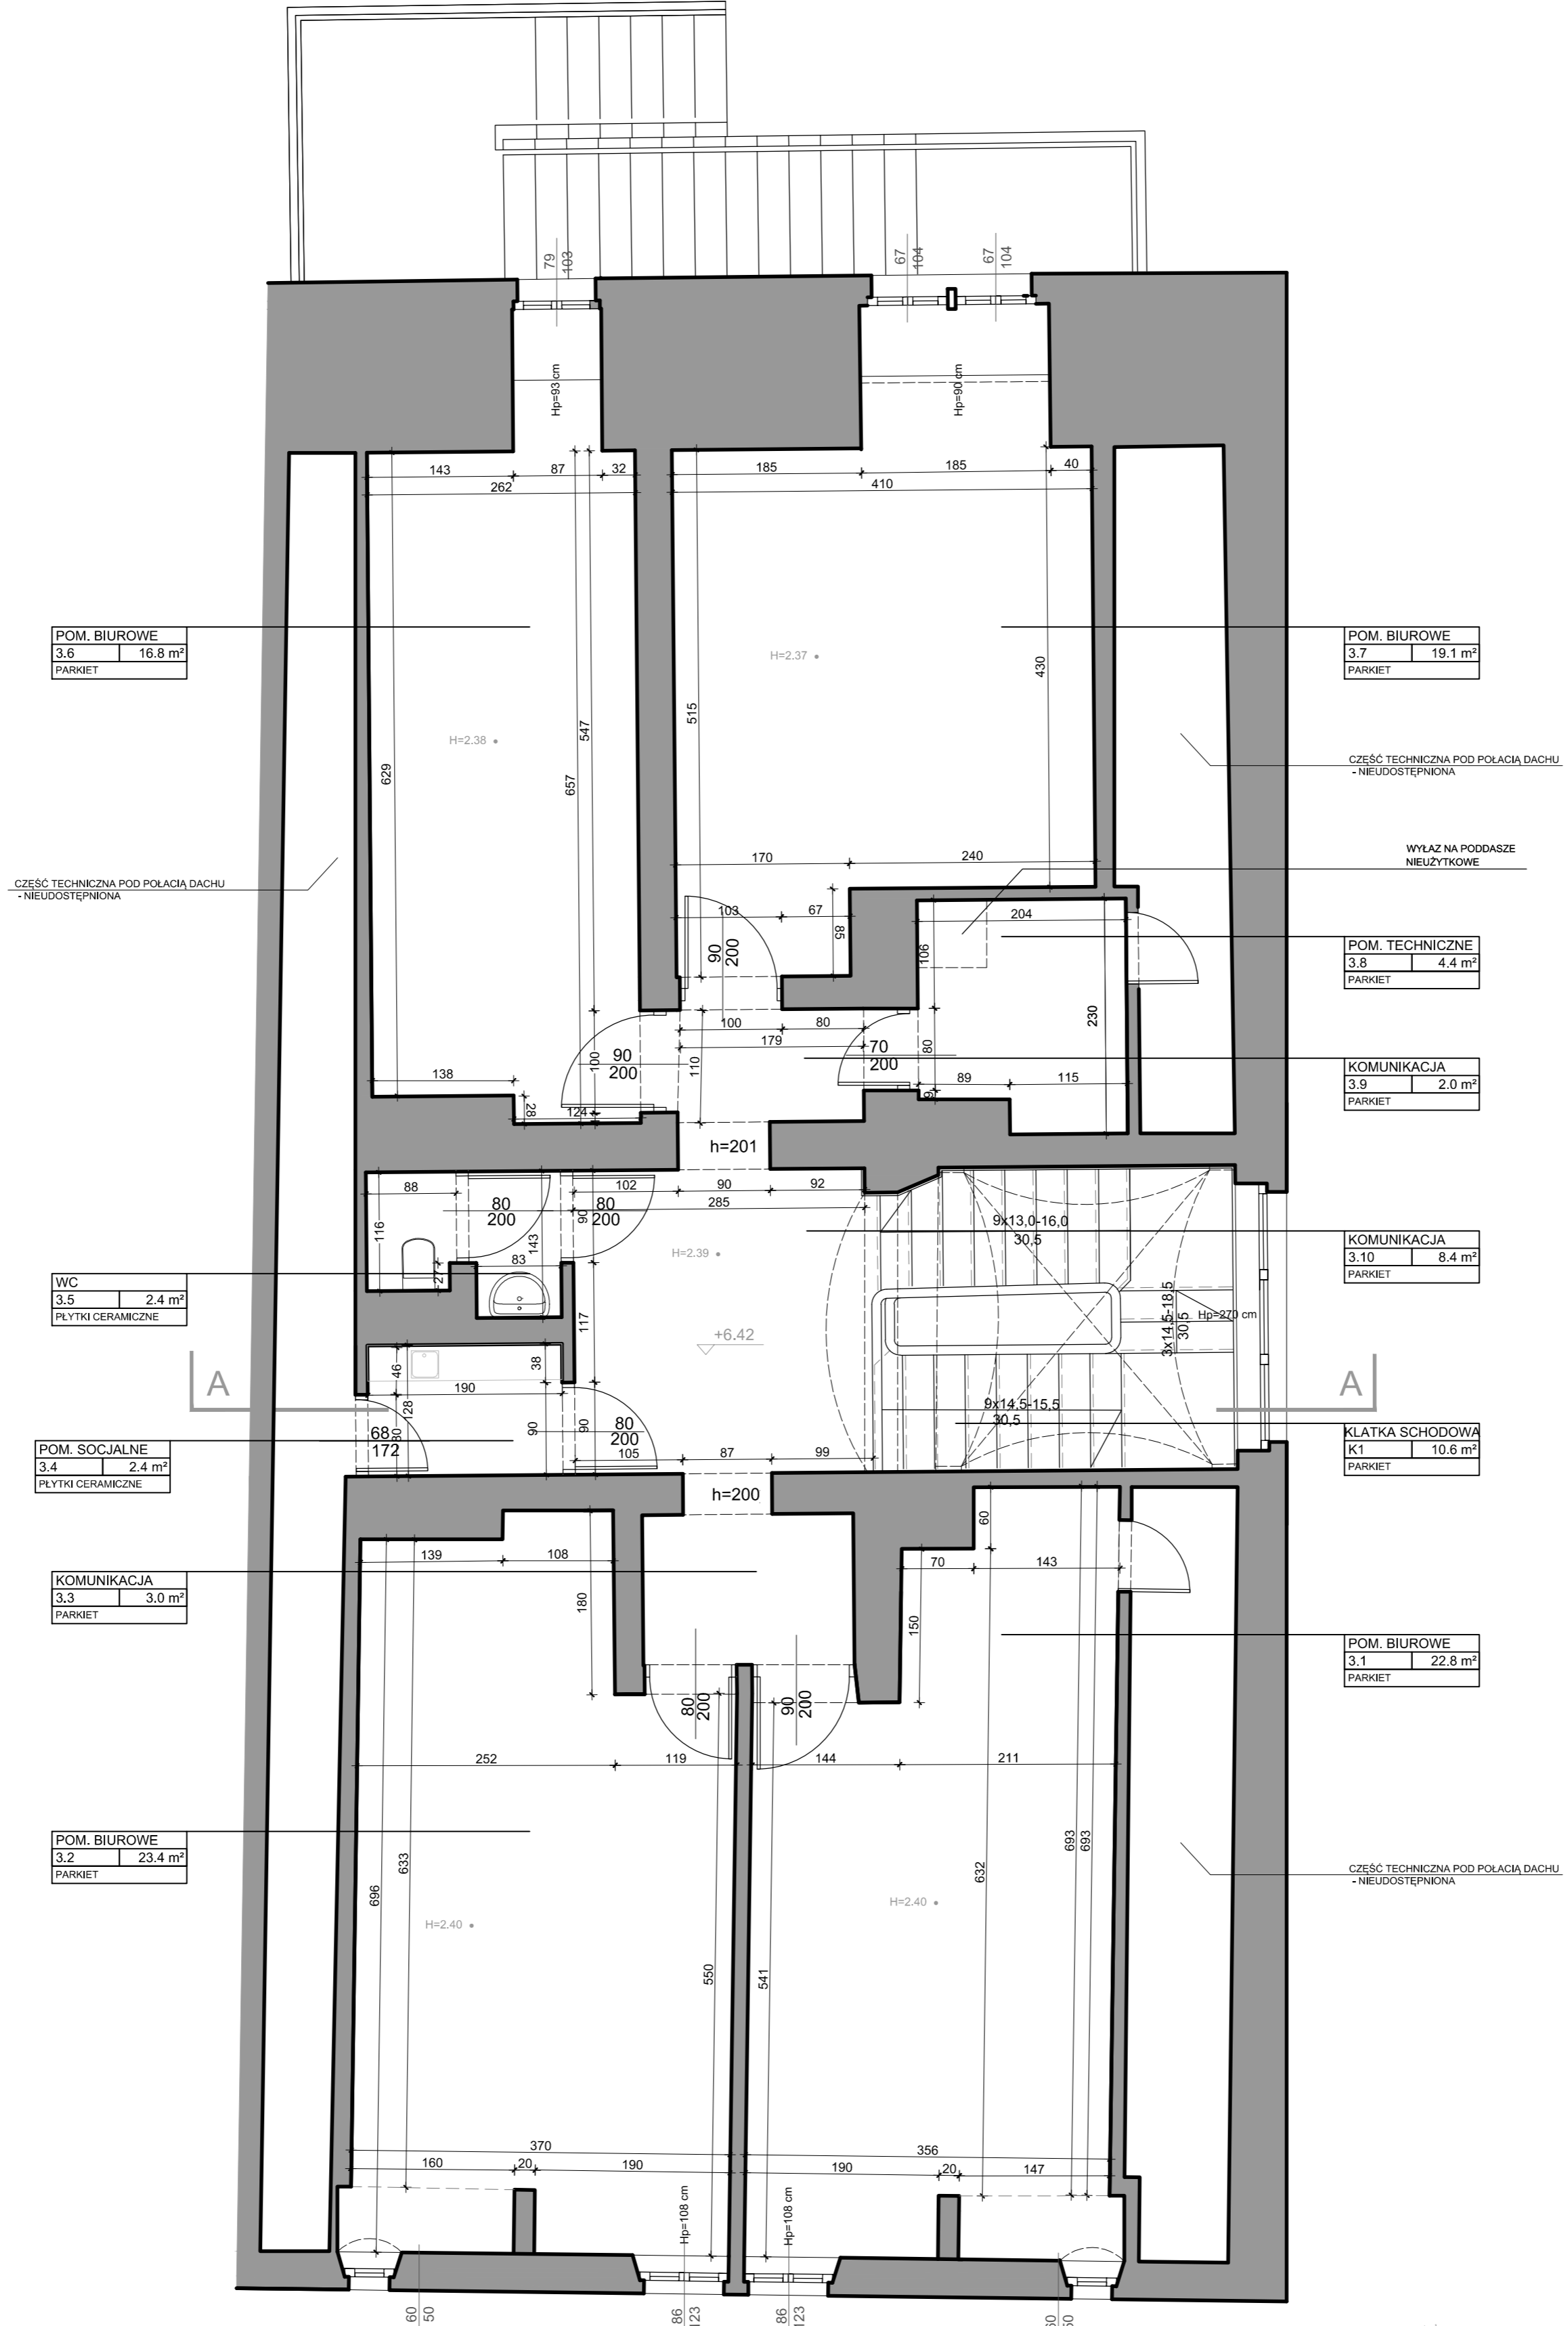 79
103
67
104
67
104
Hp=93 cm
Hp=90 cm
143
87
32
262
185
185
40
410
POM. BIUROWE
3.6
16.8 m²
PARKIET
POM. BIUROWE
3.7
19.1 m²
PARKIET
H=2.37
H=2.38
629
547
657
515
430
CZĘŚĆ TECHNICZNA POD POŁACIĄ DACHU
- NIEUDOSTĘPNIONA
WYŁAZ NA PODDASZE
NIEUŻYTKOWE
CZĘŚĆ TECHNICZNA POD POŁACIĄ DACHU
- NIEUDOSTĘPNIONA
170
240
103
67
85
90
200
106
204
230
POM. TECHNICZNE
3.8
4.4 m²
PARKIET
100
80
179
110
90
200
100
70
200
80
89
115
KOMUNIKACJA
3.9
2.0 m²
PARKIET
138
28
124
h=201
88
80
200
102
90
92
80
200
285
90
116
143
83
27
H=2.39
9x13,0-16,0
30,5
KOMUNIKACJA
3.10
8.4 m²
PARKIET
WC
3.5
2.4 m²
PŁYTKI CERAMICZNE
117
+6.42
3x14,5-18,5
30,5
Hp=270 cm
A
A
46
38
190
128
9x14,5-15,5
30,5
68
172
80
90
90
80
200
105
87
99
KLATKA SCHODOWA
K1
10.6 m²
PARKIET
POM. SOCJALNE
3.4
2.4 m²
PŁYTKI CERAMICZNE
h=200
60
139
108
70
143
180
150
KOMUNIKACJA
3.3
3.0 m²
PARKIET
POM. BIUROWE
3.1
22.8 m²
PARKIET
80
200
90
200
252
119
144
211
POM. BIUROWE
3.2
23.4 m²
PARKIET
CZĘŚĆ TECHNICZNA POD POŁACIĄ DACHU
- NIEUDOSTĘPNIONA
633
696
693
693
632
H=2.40
H=2.40
550
541
370
356
160
20
190
190
20
147
Hp=108 cm
Hp=108 cm
60
50
86
123
86
123